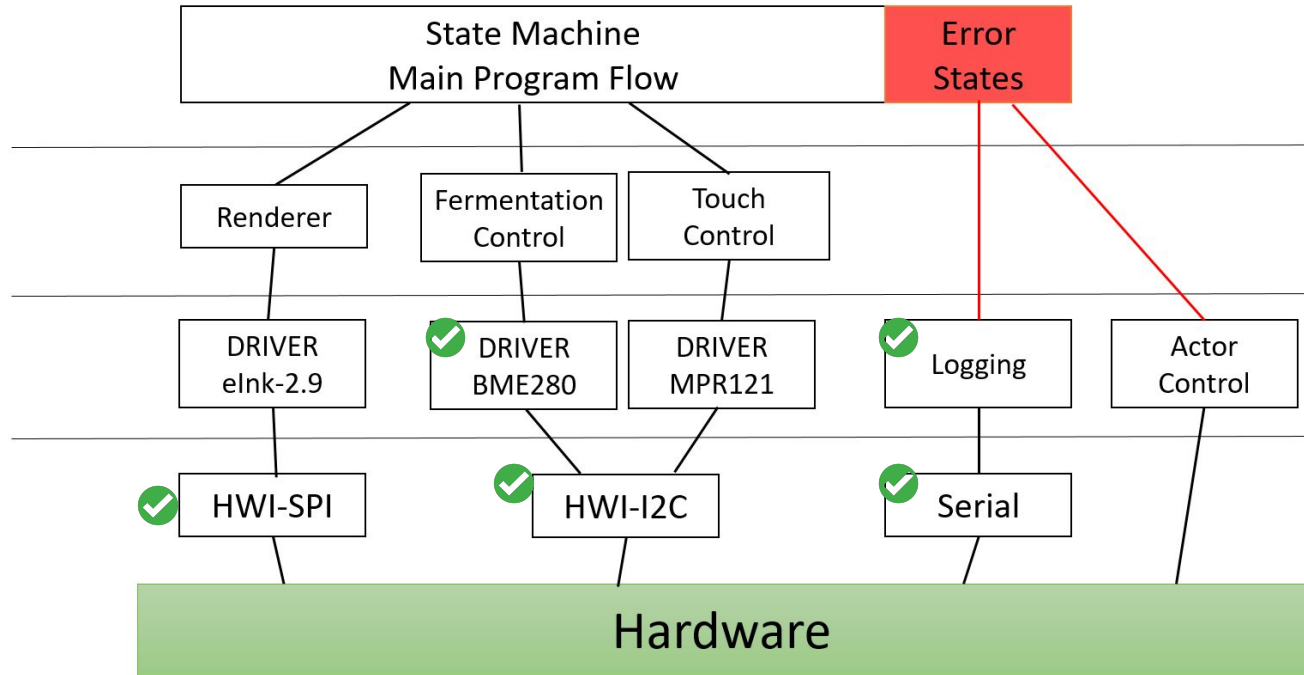 State Machine
Main Program Flow
Error
States
Renderer
Fermentation
Control
Touch
Control
DRIVER
eInk-2.9
DRIVER
BME280
DRIVER
MPR121
Logging
Actor
Control
HWI-SPI
HWI-I2C
Serial
Hardware